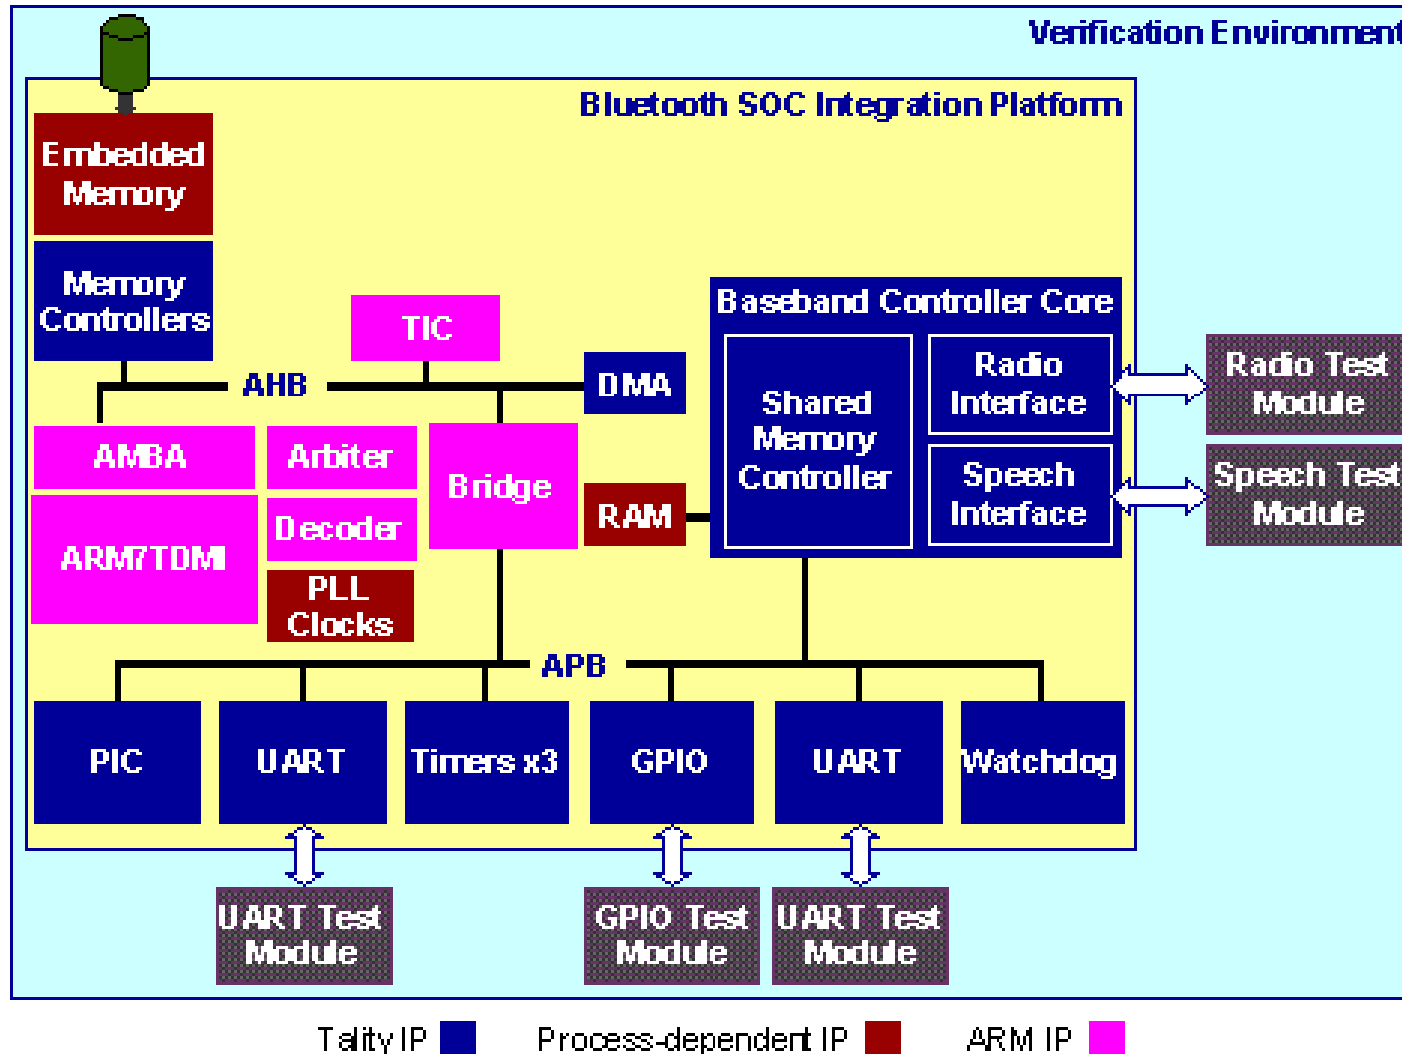 Verification Environment
Bluetooth SOC Integration Platform
Embedded
Memory
Memory
Controllers
TIC
AHB
DMA
Baseband Controller Core
Shared
Memory
Controller
Radio
Interface
Speech
Interface
Radio Test
Module
Speech Test
Module
AMBA
Arbiter
Bridge
Decoder
RAM
ARM7TDMI
PLL
Clocks
APB
PIC
UART
Timers x3
GPIO
UART
Watchdog
UART Test
Module
GPIO Test
Module
UART Test
Module
Tality IP
Process-dependent IP
ARM IP